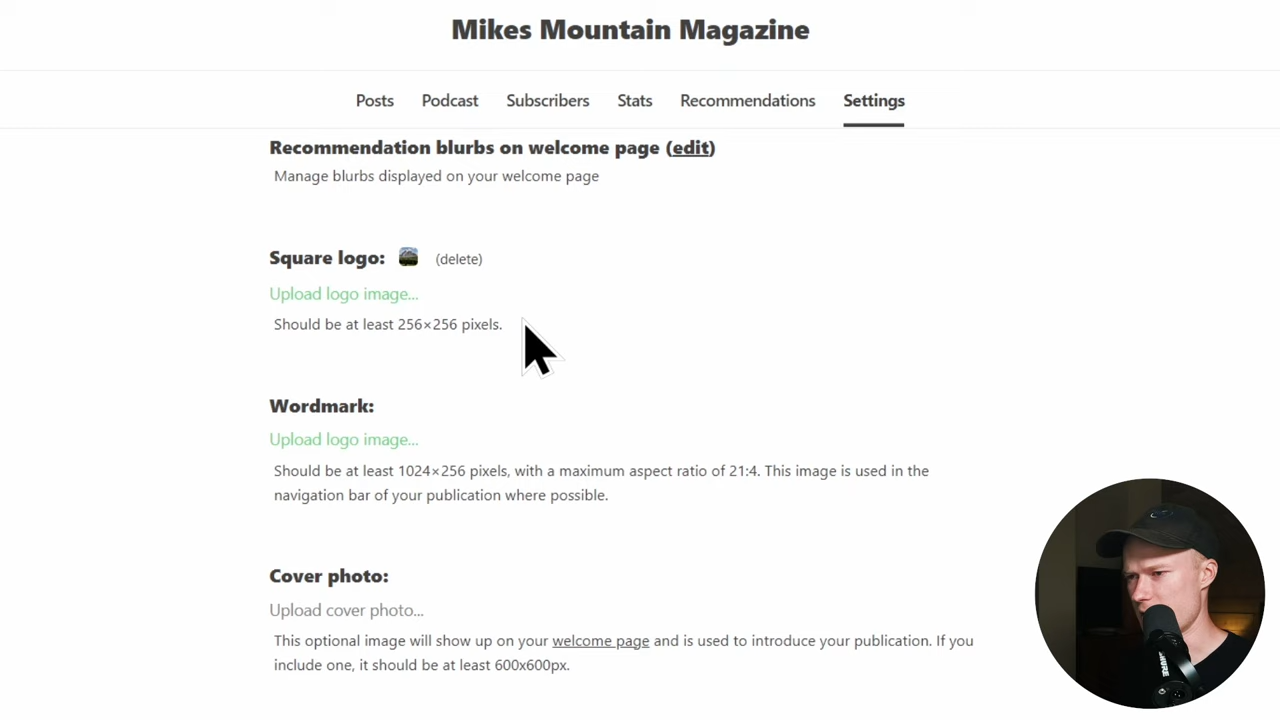 Mikes Mountain Magazine
Posts Podcast Subscribers Stats Recommendations Settings
Recommendation blurbs on welcome page (edit)
Manage blurbs displayed on your welcome page
Square logo: (delete)
Upload logo image...
Should be at least 256×256 pixels.
Wordmark:
Upload logo image...
Should be at least 1024×256 pixels, with a maximum aspect ratio of 21:4. This image is used in the
navigation bar of your publication where possible.
Cover photo:
Upload cover photo...
This optional image will show up on your welcome page and is used to introduce your publication. If you
include one, it should be at least 600x600px.